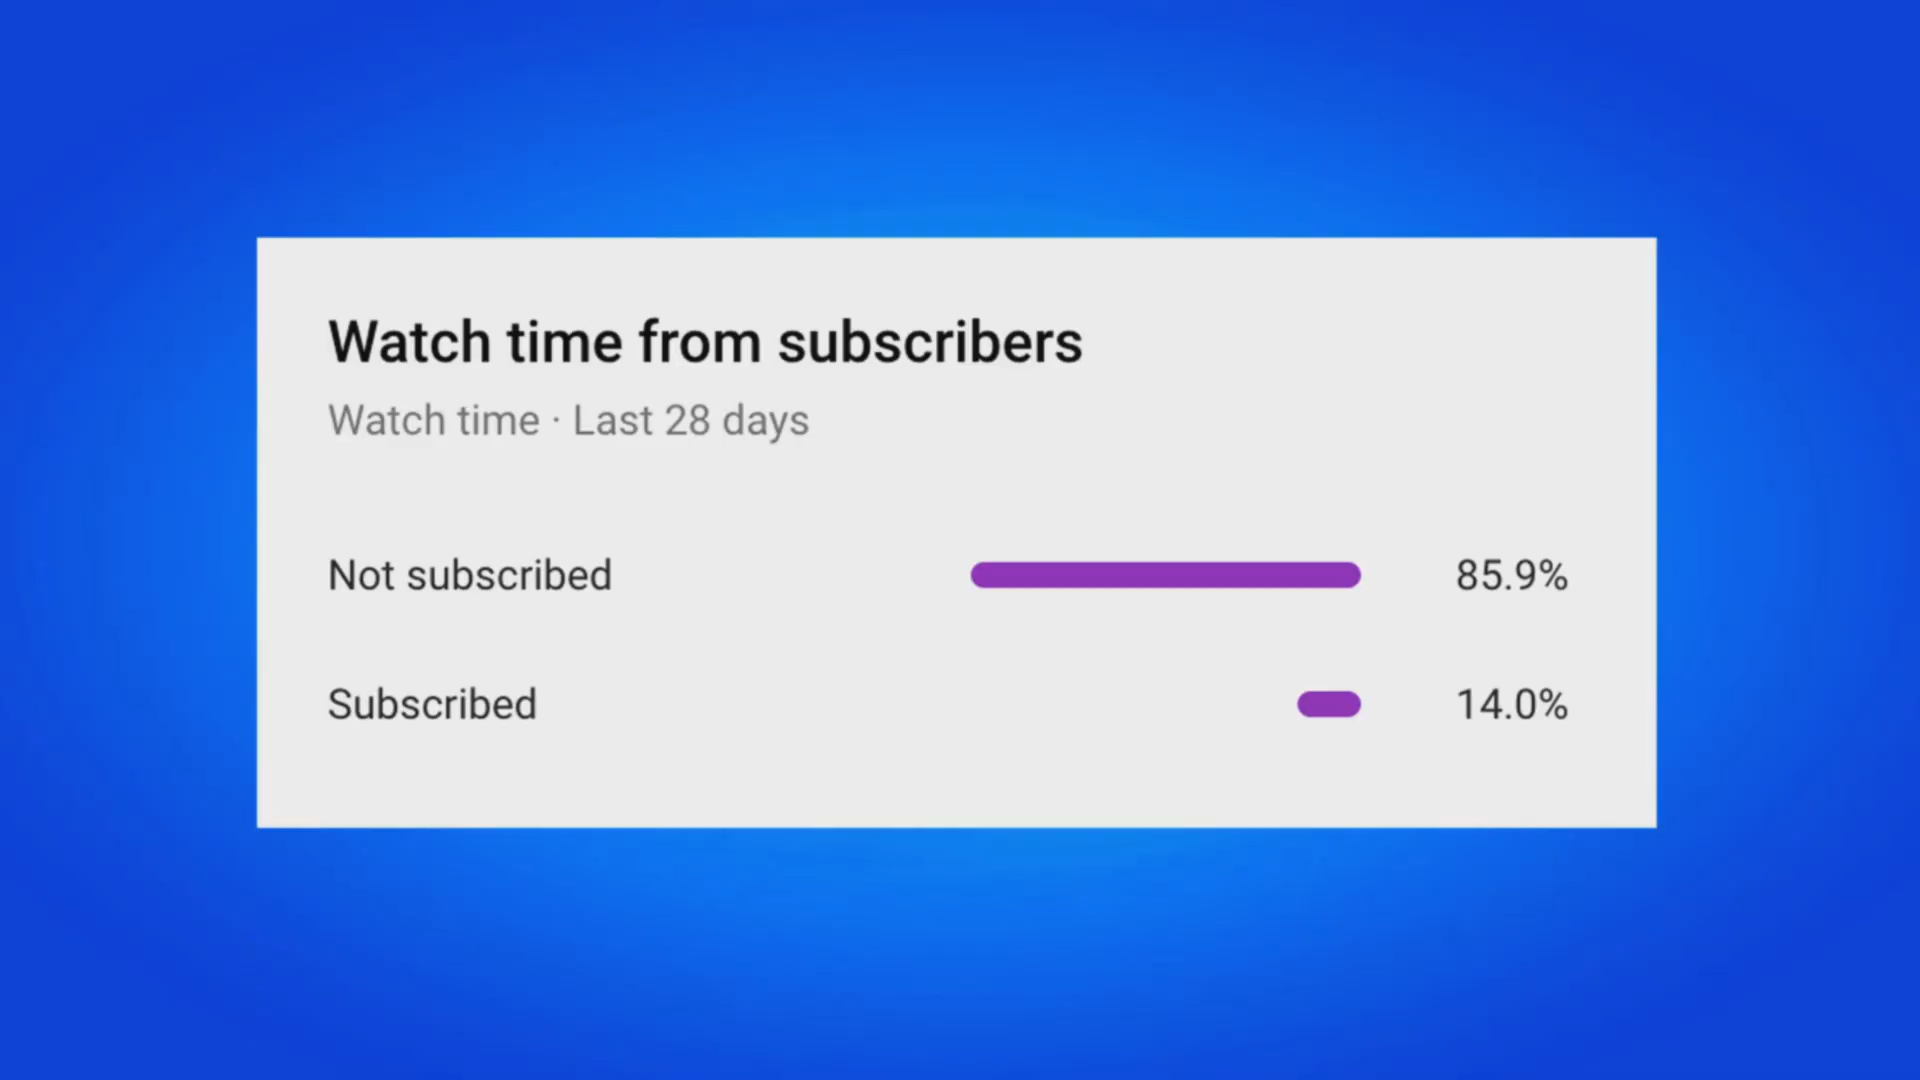 Watch time from subscribers
Watch time · Last 28 days
Not subscribed 85.9%
Subscribed 14.0%